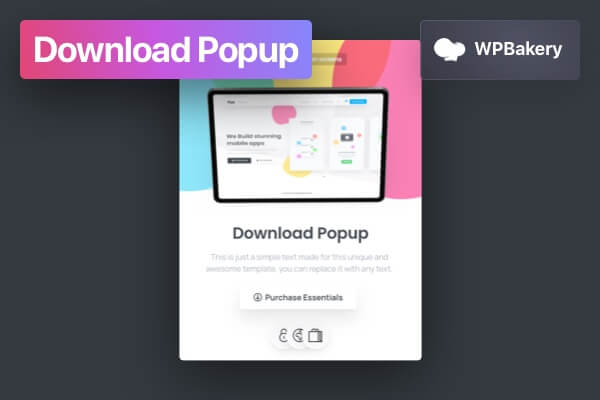 Download Popup
WPBakery
We Build stunning
mobile apps
Download Popup
This is just a simple text made for this unique and
awesome template, you can replace it with any text.
Purchase Essentials